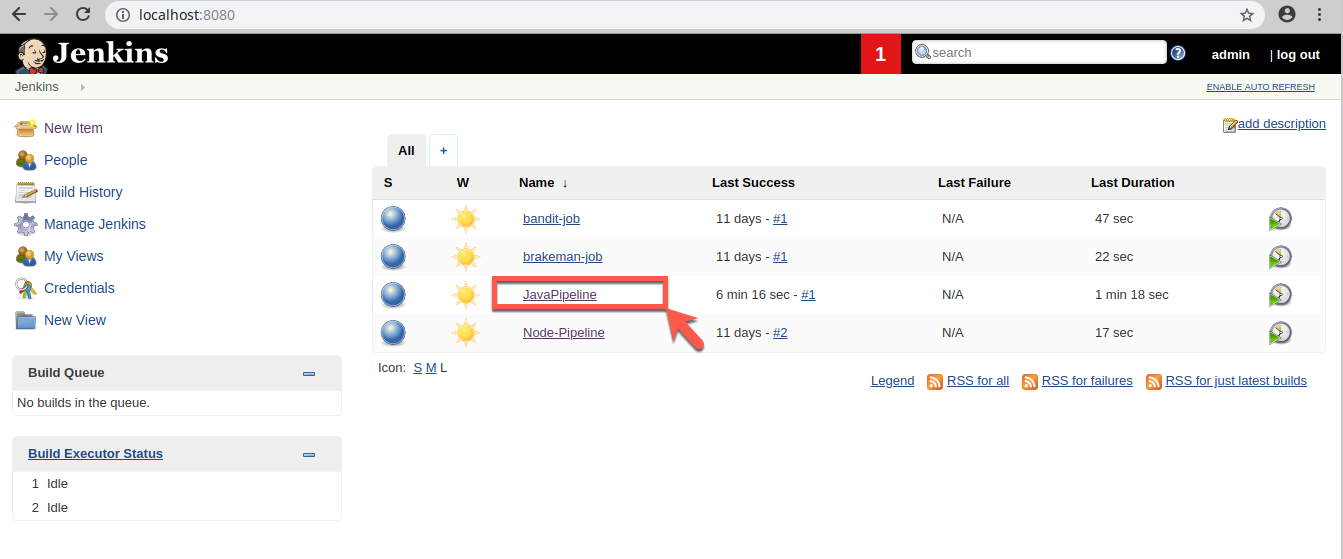 localhost:8080
Jenkins 1 search admin | log out
Jenkins ENABLE AUTO REFRESH
New Item
People
Build History
Manage Jenkins
My Views
Credentials
New View
Build Queue
No builds in the queue.
Build Executor Status
1 Idle
2 Idle
add description
All +
S W Name ↓ Last Success Last Failure Last Duration
bandit-job 11 days - #1 N/A 47 sec
brakeman-job 11 days - #1 N/A 22 sec
JavaPipeline 6 min 16 sec - #1 N/A 1 min 18 sec
Node-Pipeline 11 days - #2 N/A 17 sec
Icon: S M L
Legend RSS for all RSS for failures RSS for just latest builds